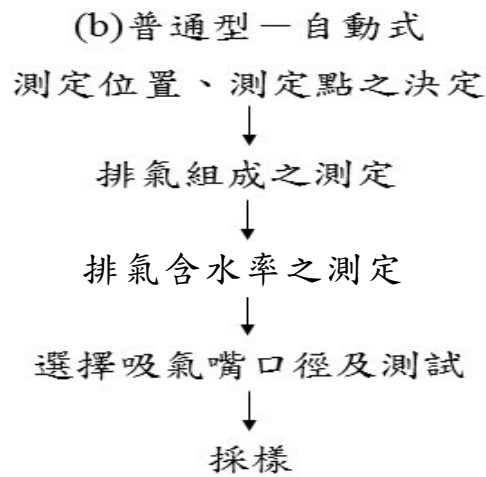 (b)普通型－自動式
測定位置、測定點之決定
排氣組成之測定
排氣含水率之測定
選擇吸氣嘴口徑及測試
採樣